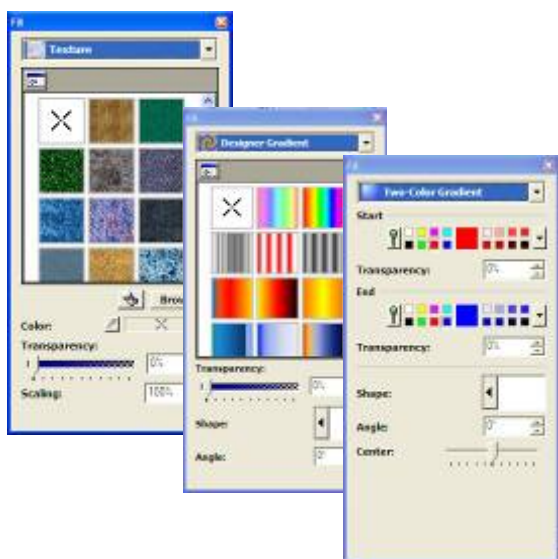 Fill
Texture
Color:
Transparency:
0%
Scaling:
100%
Designer Gradient
Transparency:
0%
Shape:
Angle:
0°
Two-Color Gradient
Start
Transparency:
0%
End
Transparency:
0%
Shape:
Angle:
0°
Center: